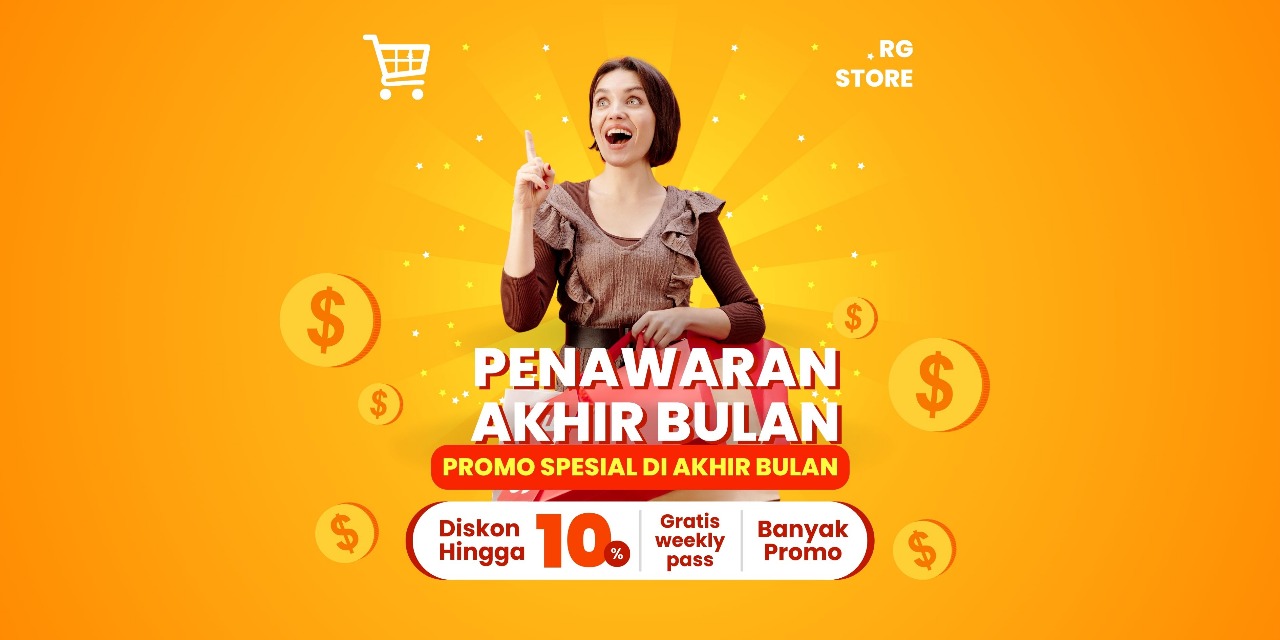 RG
STORE
PENAWARAN
AKHIR BULAN
PROMO SPESIAL DI AKHIR BULAN
Diskon
Hingga
10%
Gratis
weekly
pass
Banyak
Promo
$
$
$
$
$
$